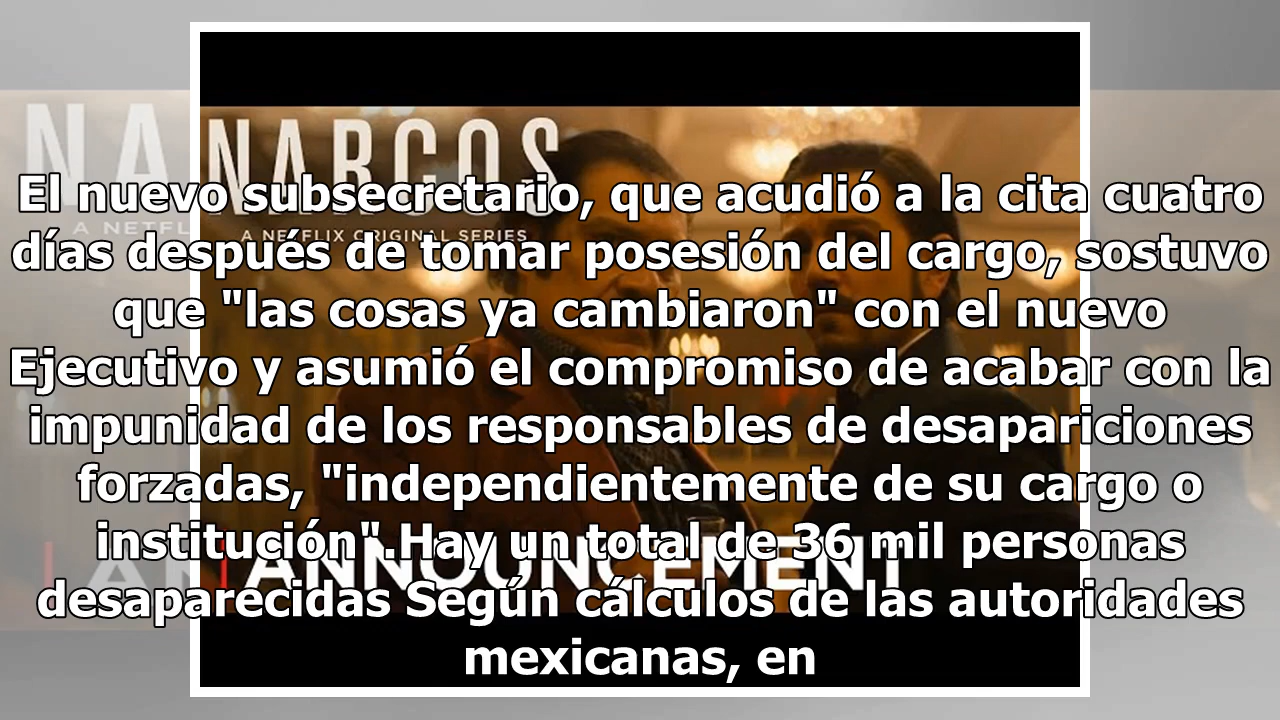 NA
NARCOS
A NETFL
A NETFLIX ORIGINAL SERIES
El nuevo subsecretario, que acudió a la cita cuatro
días después de tomar posesión del cargo, sostuvo
que "las cosas ya cambiaron" con el nuevo
Ejecutivo y asumió el compromiso de acabar con la
impunidad de los responsables de desapariciones
forzadas, "independientemente de su cargo o
institución".Hay un total de 36 mil personas
AN
ANNOUNCEMENT
desaparecidas Según cálculos de las autoridades
mexicanas, en